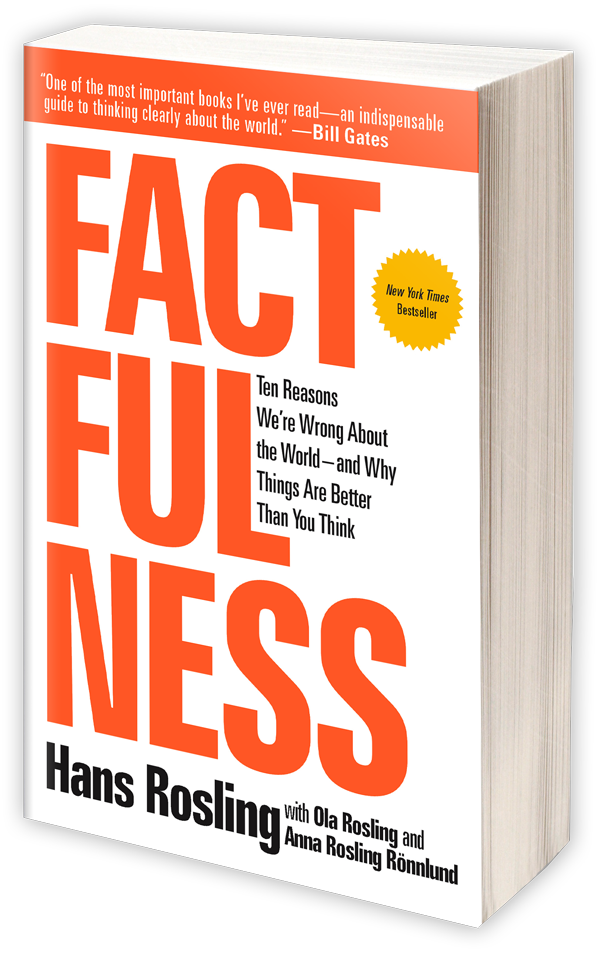 "One of the most important books I've ever read—an indispensable
guide to thinking clearly about the world." —Bill Gates
FACT
FUL
NESS
New York Times
Bestseller
Ten Reasons
We're Wrong About
the World—and Why
Things Are Better
Than You Think
Hans Rosling
with Ola Rosling and
Anna Rosling Rönnlund